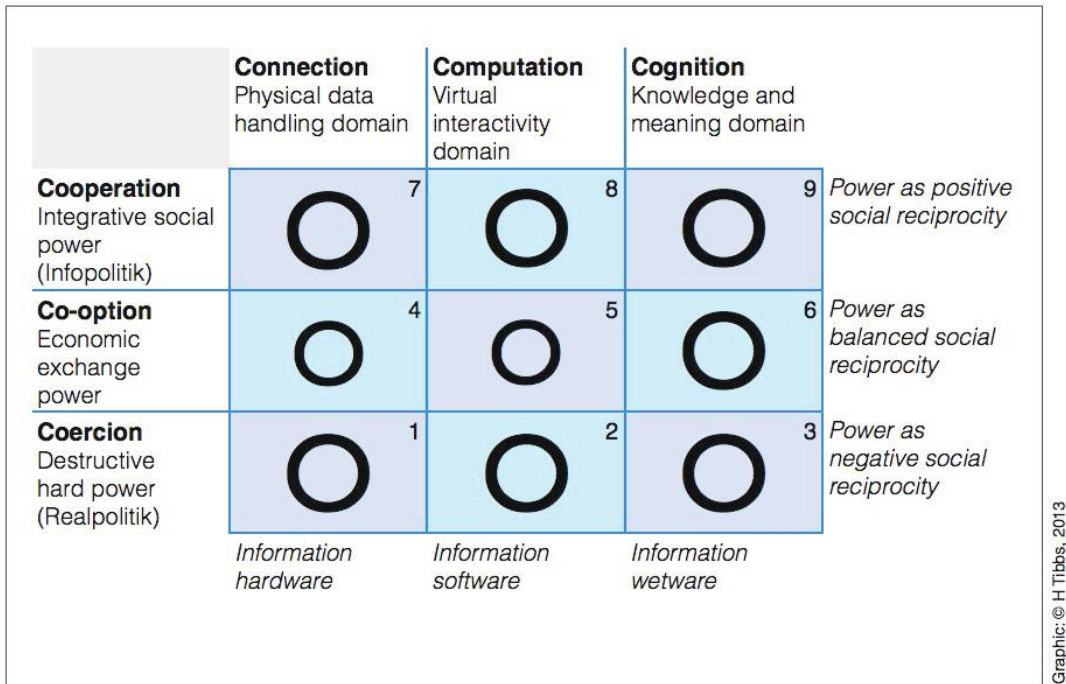 Connection
Physical data
handling domain
Computation
Virtual
interactivity
domain
Cognition
Knowledge and
meaning domain
Cooperation
Integrative social
power
(Infopolitik)
7
8
9
Power as positive
social reciprocity
Co-option
Economic
exchange
power
4
5
6
Power as
balanced social
reciprocity
Coercion
Destructive
hard power
(Realpolitik)
1
2
3
Power as
negative social
reciprocity
Information
hardware
Information
software
Information
wetware
Graphic: © H Tibbs, 2013